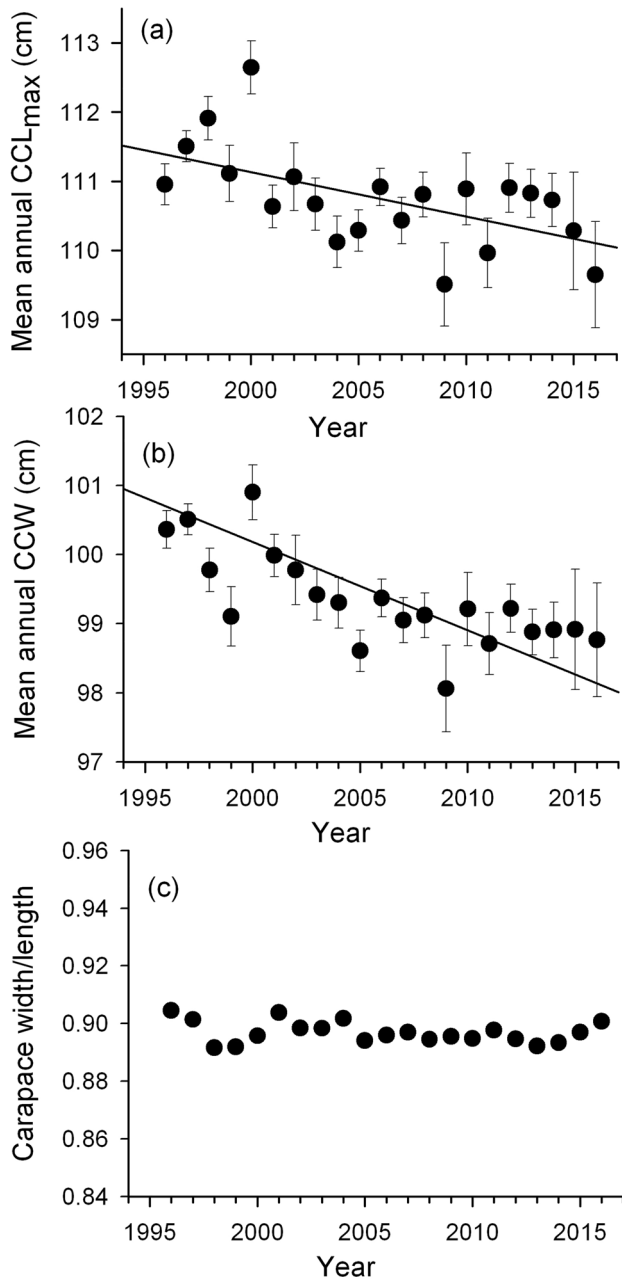 (a)
Mean annual CCLmax (cm)
113
112
111
110
109
1995 2000 2005 2010 2015
Year
(b)
Mean annual CCW (cm)
102
101
100
99
98
97
1995 2000 2005 2010 2015
Year
(c)
Carapace width/length
0.96
0.94
0.92
0.90
0.88
0.86
0.84
1995 2000 2005 2010 2015
Year